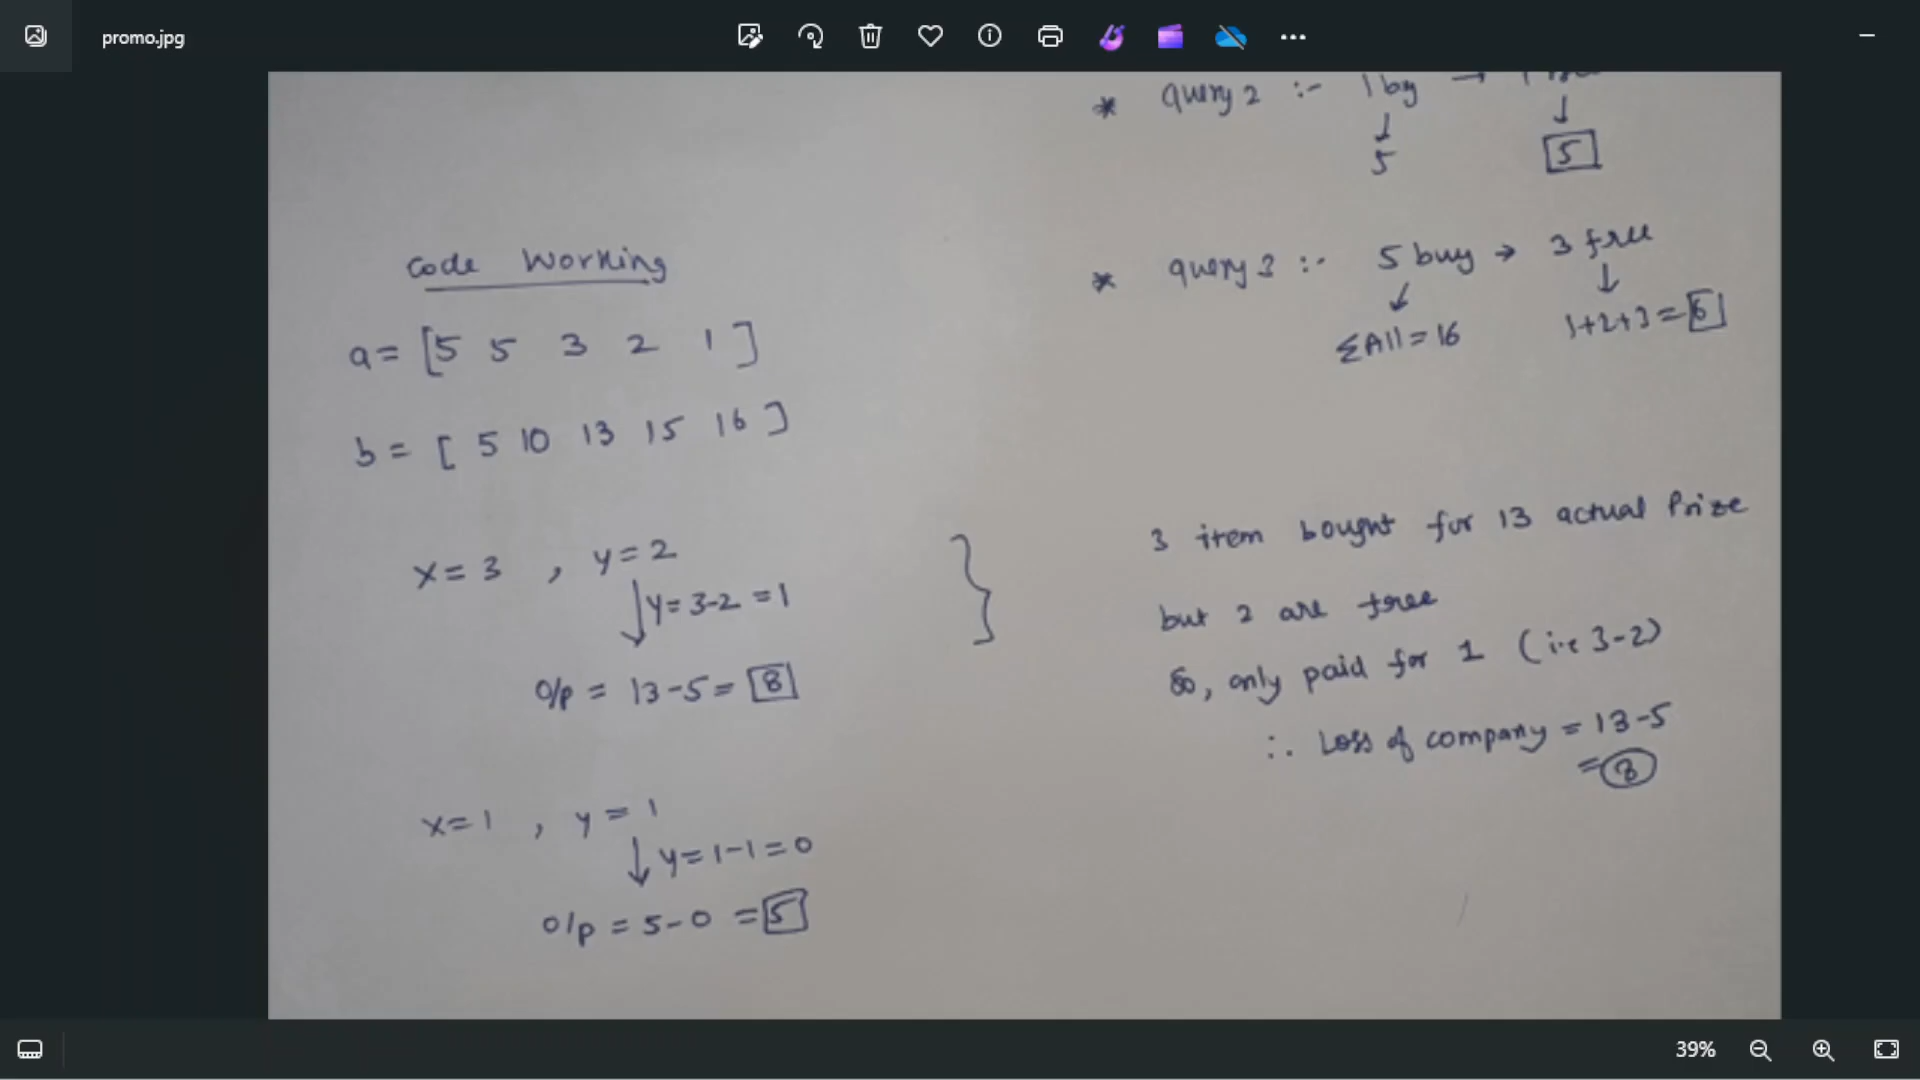 promo.jpg
Code Working
a= [5 5 3 2 1 ]
b = [ 5 10 13 15 16 ]
x= 3 , y= 2
y= 3-2 =1
o/p = 13-5= 8
x=1 , y = 1
y=1-1=0
o/p = 5-0 =5
* query 2 :- 1 by →
5
5
* query 3 :- 5 buy → 3 free
ΣAll=16
1+2+3=6
3 item bought for 13 actual Prize
but 2 are free
so, only paid for 1 (i.e 3-2)
∴ Loss of company = 13-5
=8
39%